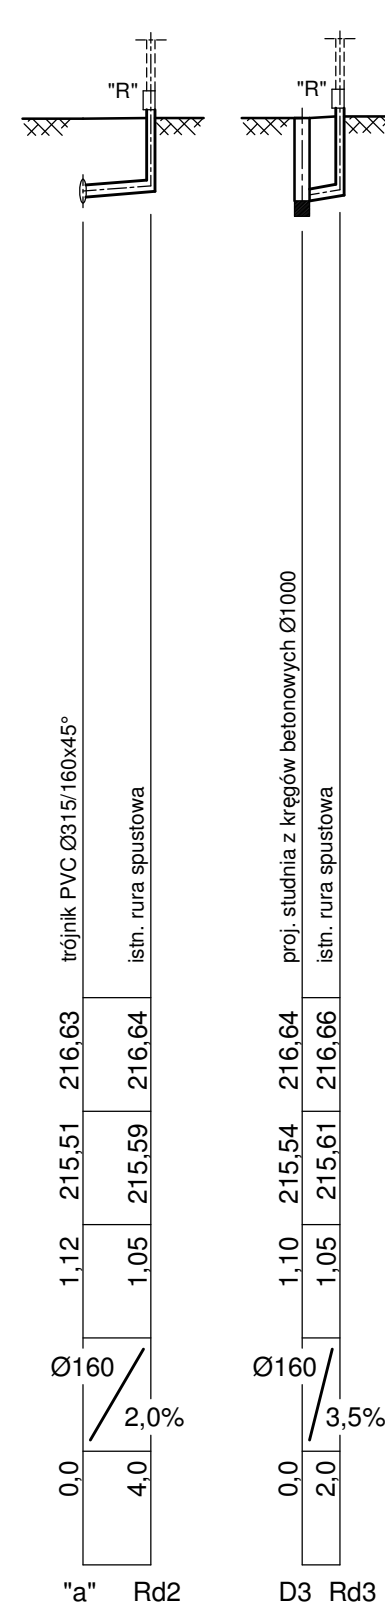 "R"
"R"
trójnik PVC Ø315/160x45°
istn. rura spustowa
proj. studnia z kręgów betonowych Ø1000
istn. rura spustowa
216,63
216,64
216,64
216,66
215,51
215,59
215,54
215,61
1,12
1,05
1,10
1,05
Ø160
2,0%
Ø160
3,5%
0,0
4,0
0,0
2,0
"a"
Rd2
D3
Rd3